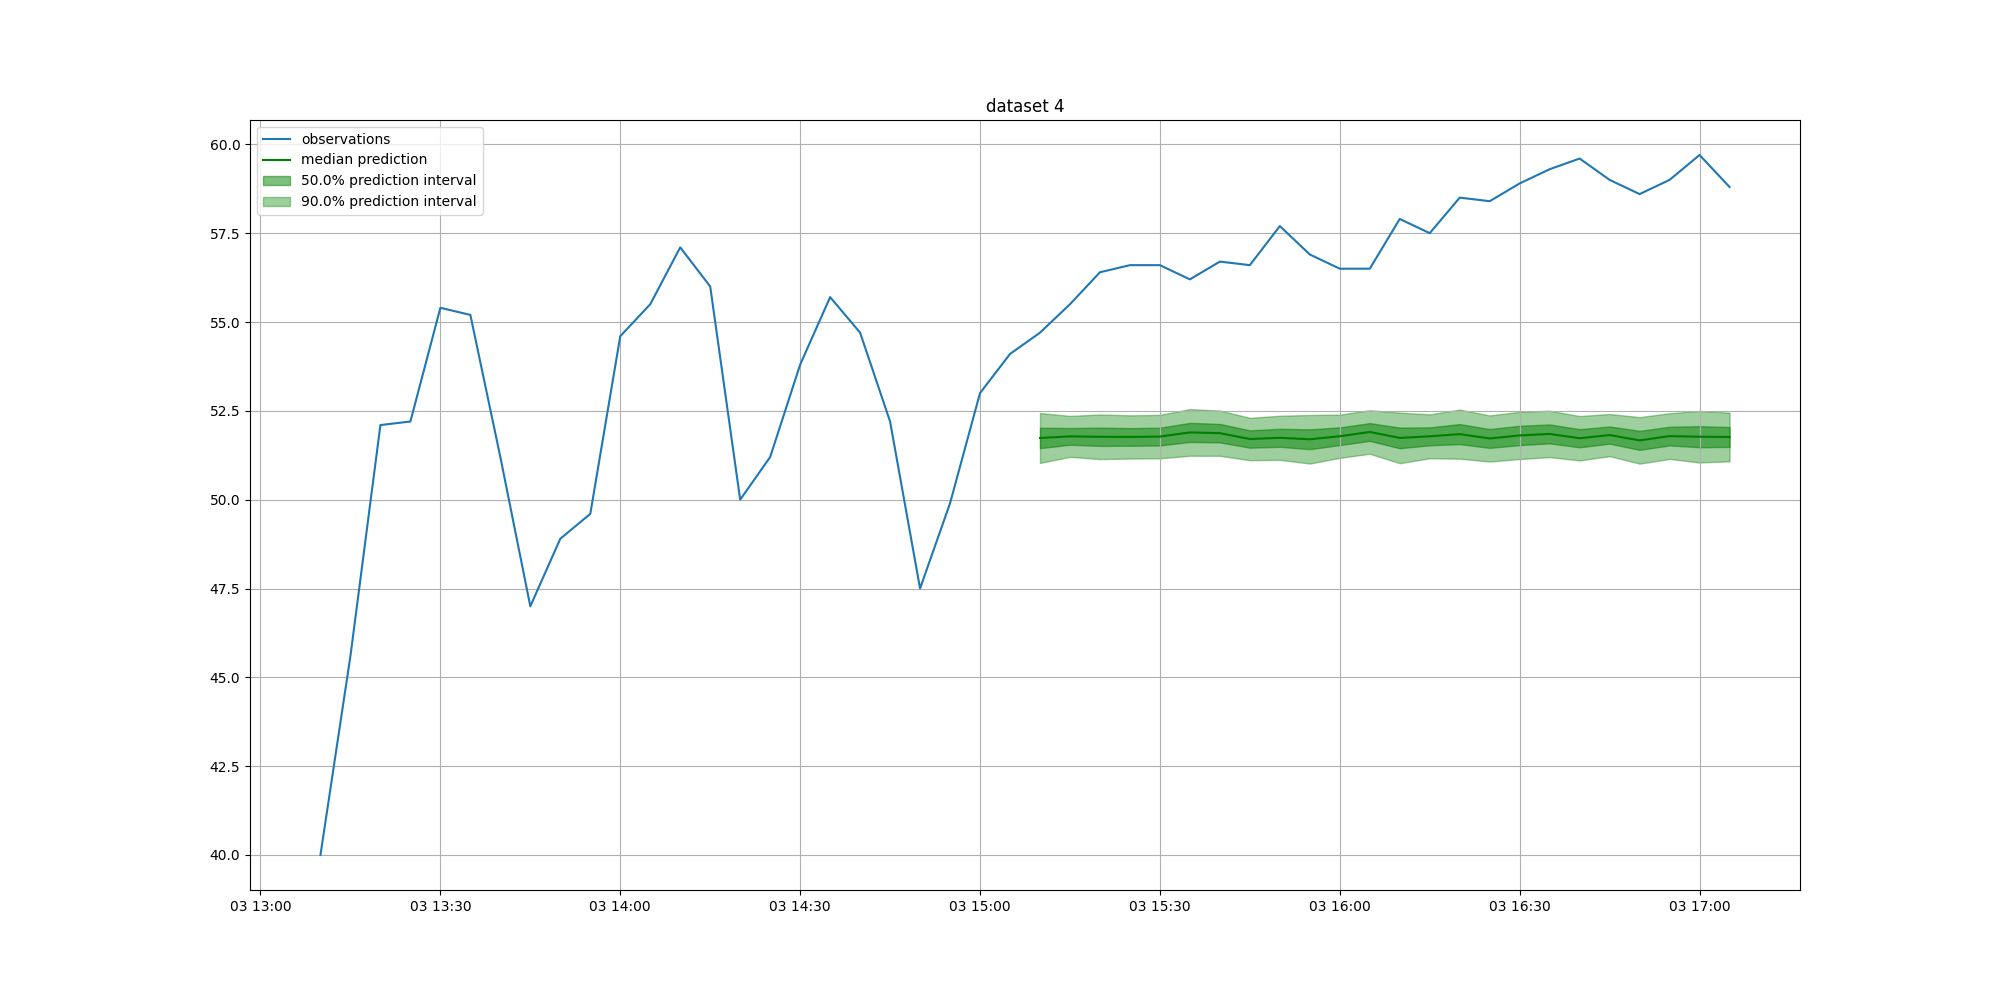 dataset 4
observations
median prediction
50.0% prediction interval
90.0% prediction interval
60.0
57.5
55.0
52.5
50.0
47.5
45.0
42.5
40.0
03 13:00 03 13:30 03 14:00 03 14:30 03 15:00 03 15:30 03 16:00 03 16:30 03 17:00